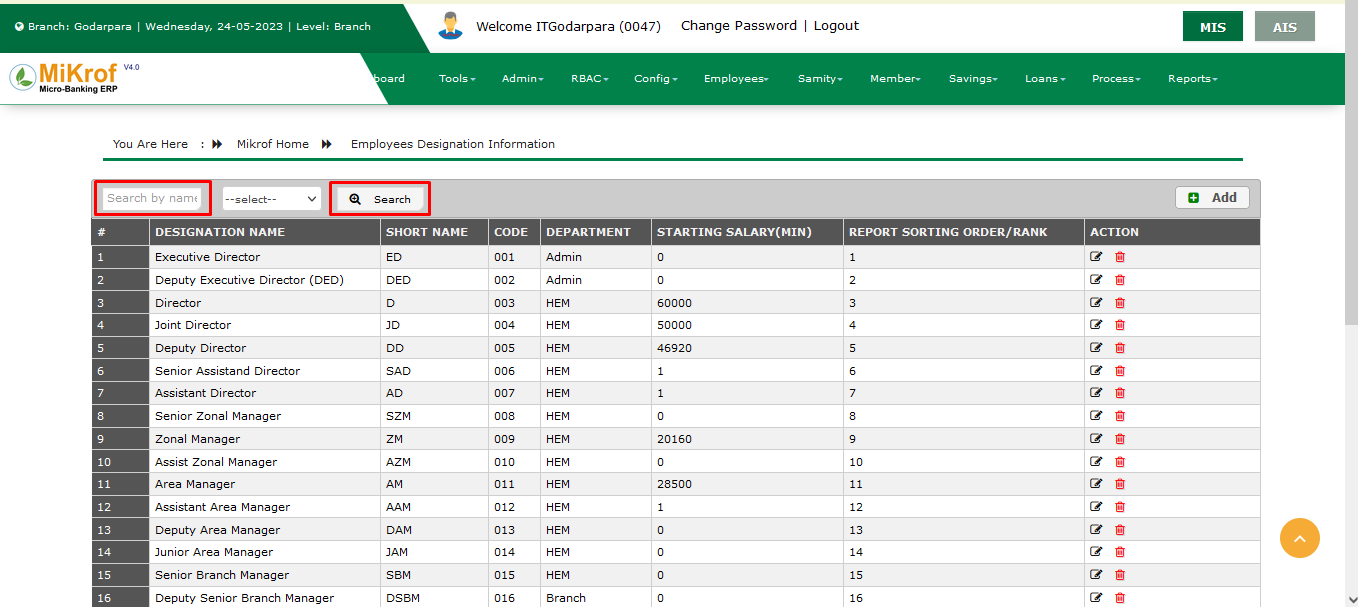 Branch: Godarpara | Wednesday, 24-05-2023 | Level: Branch
Welcome ITGodarpara (0047) Change Password | Logout
MIS AIS
MiKrof V4.0
Micro-Banking ERP
board Tools Admin RBAC Config Employees Samity Member Savings Loans Process Reports
You Are Here : Mikrof Home Employees Designation Information
Search by name --select-- Search Add
# DESIGNATION NAME SHORT NAME CODE DEPARTMENT STARTING SALARY(MIN) REPORT SORTING ORDER/RANK ACTION
1 Executive Director ED 001 Admin 0 1
2 Deputy Executive Director (DED) DED 002 Admin 0 2
3 Director D 003 HEM 60000 3
4 Joint Director JD 004 HEM 50000 4
5 Deputy Director DD 005 HEM 46920 5
6 Senior Assistand Director SAD 006 HEM 1 6
7 Assistant Director AD 007 HEM 1 7
8 Senior Zonal Manager SZM 008 HEM 0 8
9 Zonal Manager ZM 009 HEM 20160 9
10 Assist Zonal Manager AZM 010 HEM 0 10
11 Area Manager AM 011 HEM 28500 11
12 Assistant Area Manager AAM 012 HEM 1 12
13 Deputy Area Manager DAM 013 HEM 0 13
14 Junior Area Manager JAM 014 HEM 0 14
15 Senior Branch Manager SBM 015 HEM 0 15
16 Deputy Senior Branch Manager DSBM 016 Branch 0 16